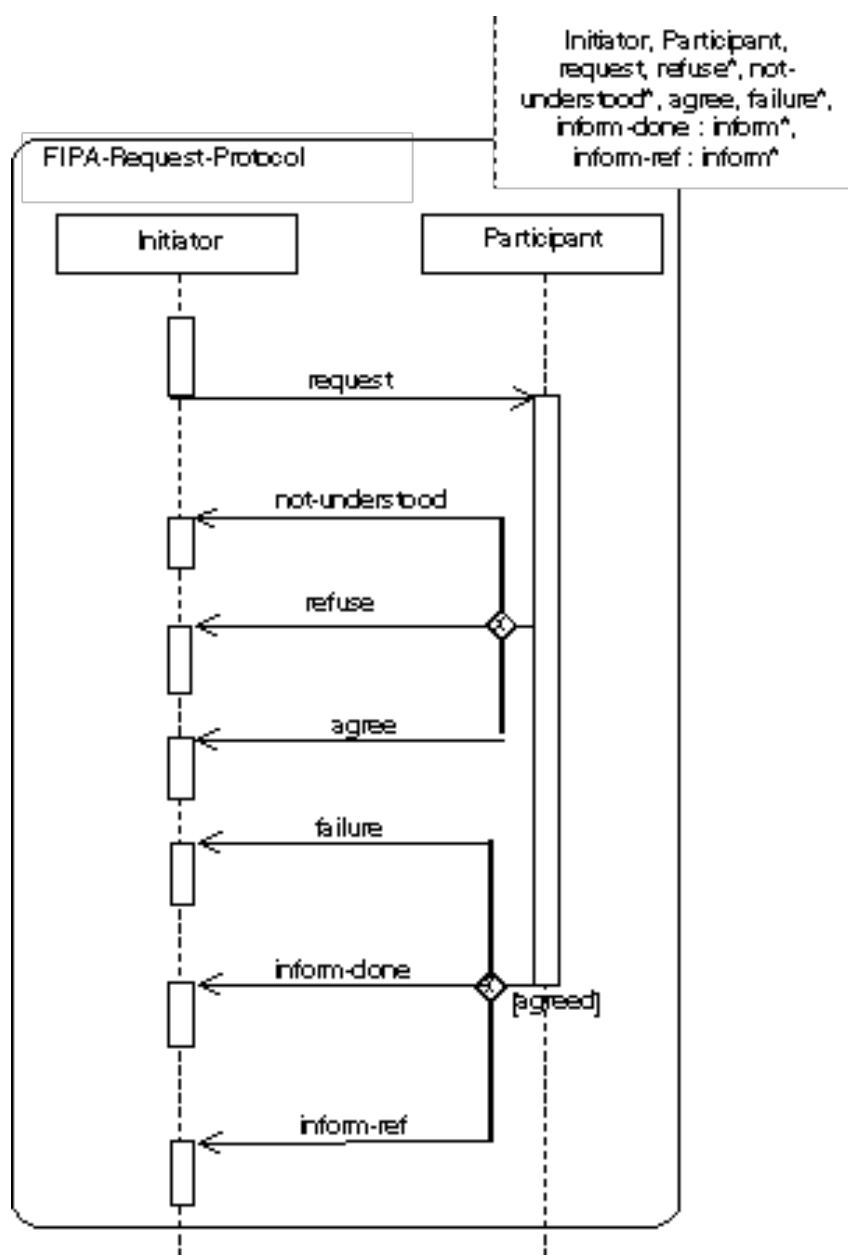 Initiator, Participant,
request, refuse*, not-
understood*, agree, failure*,
inform-done : inform*,
inform-ref : inform*
FIPA-Request-Protocol
Initiator
Participant
request
not-understood
refuse
x
agree
failure
inform-done
x
[agreed]
inform-ref